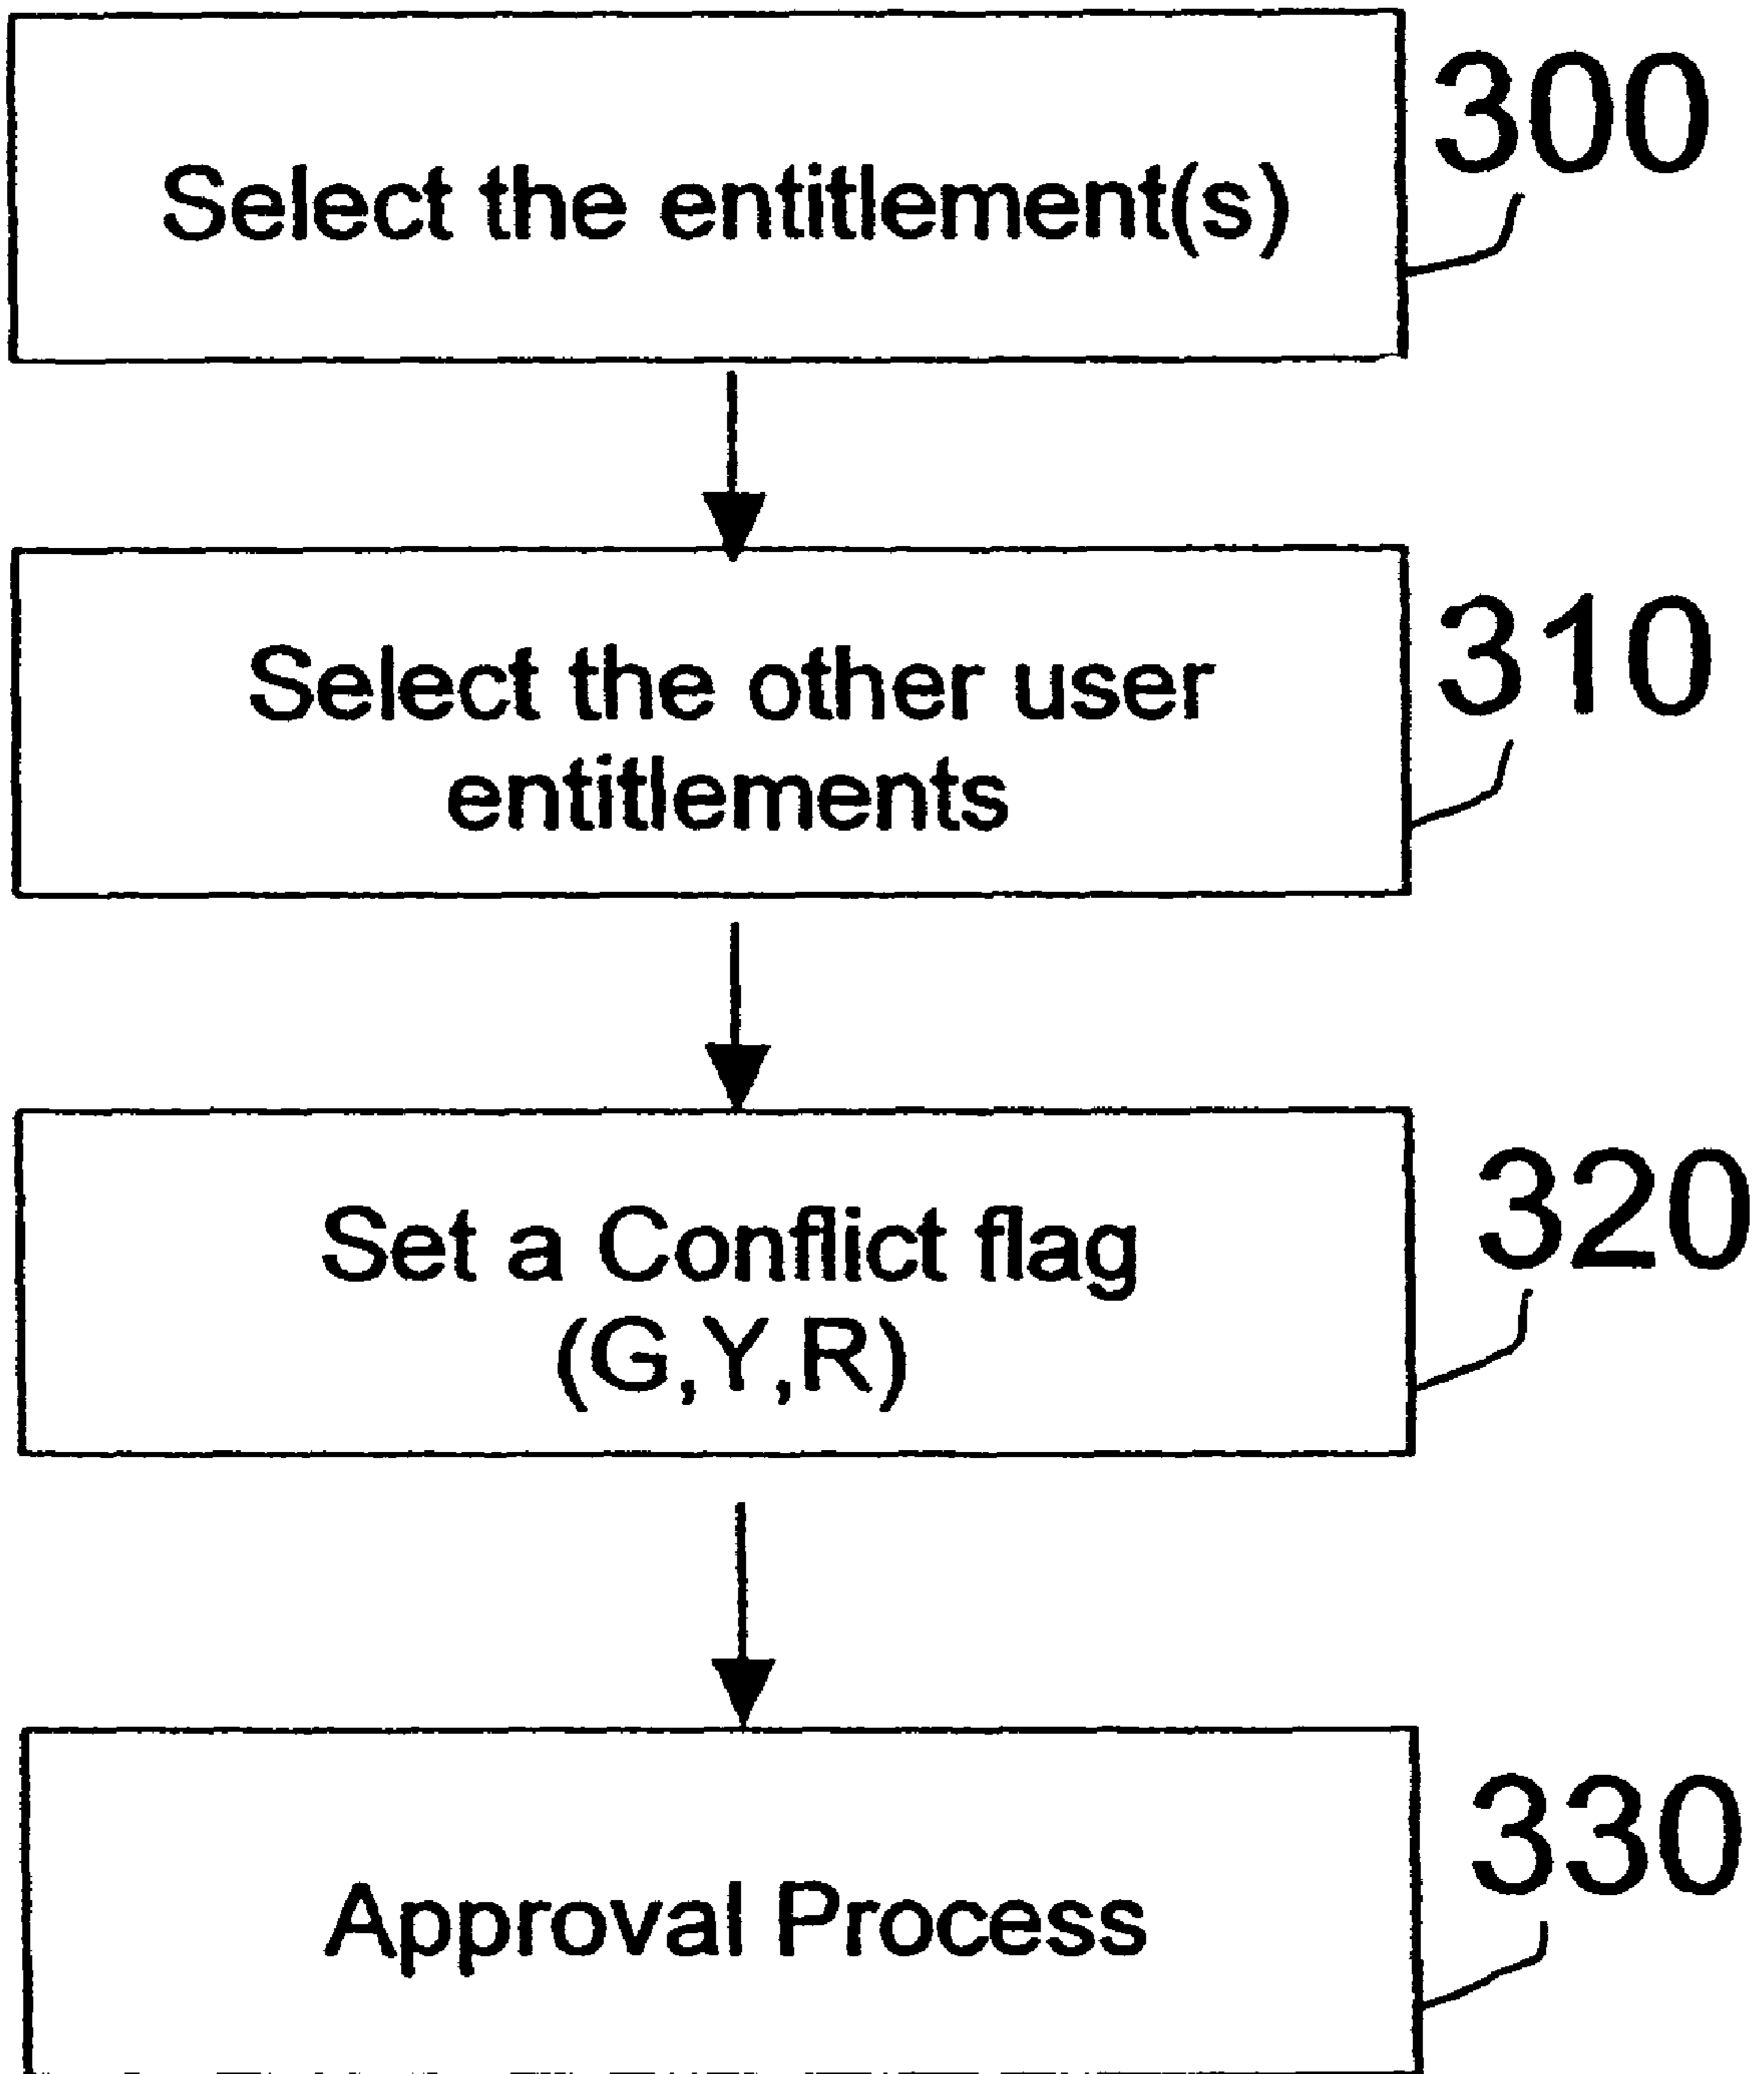 Select the entitlement(s)
300
Select the other user
entitlements
310
Set a Conflict flag
(G,Y,R)
320
Approval Process
330